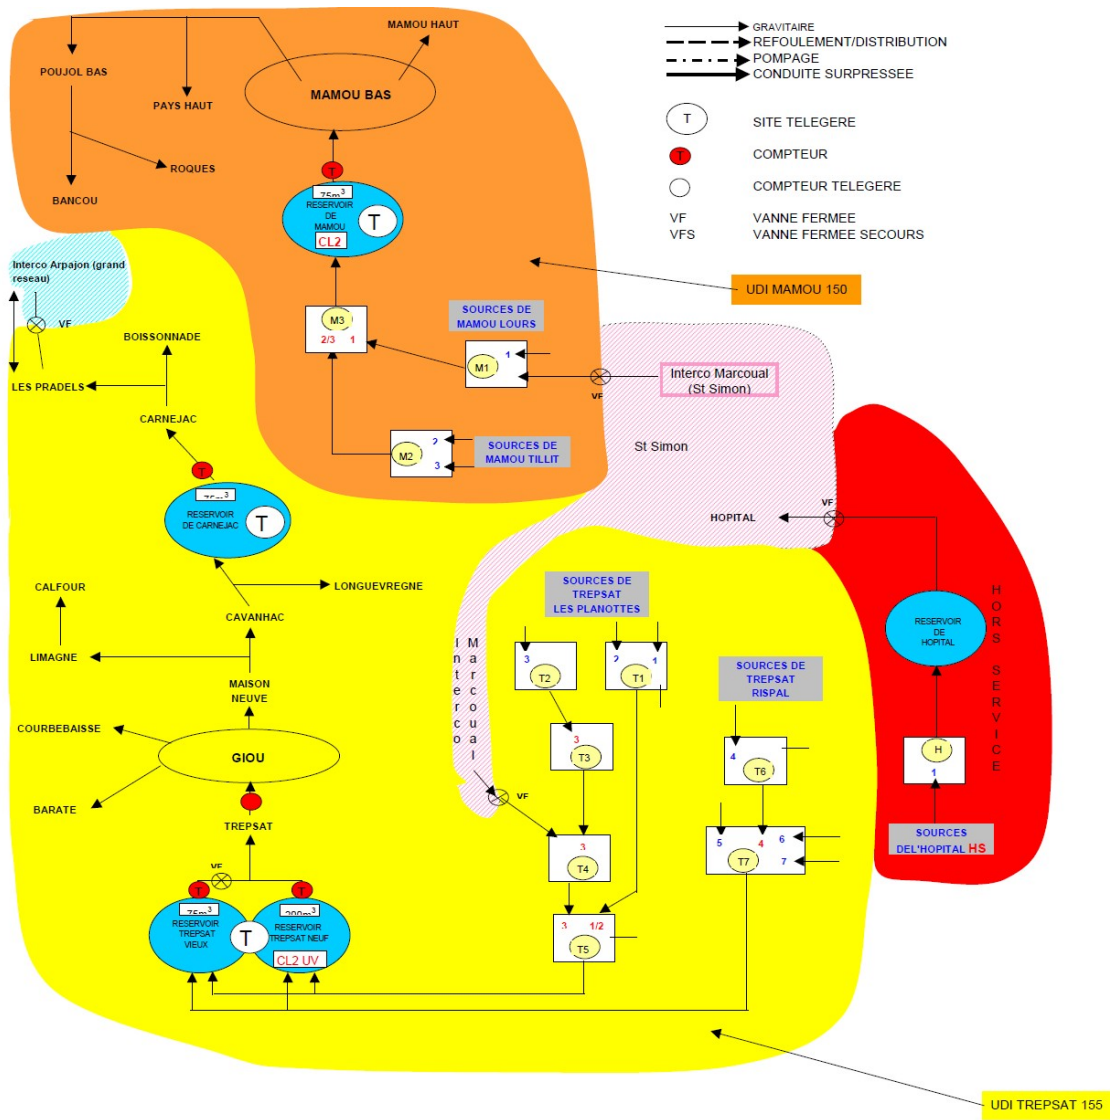 MAMOU HAUT
POUJOL BAS
PAYS HAUT
MAMOU BAS
ROQUES
BANCOU
T
75m³
RESERVOIR
DE
MAMOU
T
CL2
GRAVITAIRE
REFOULEMENT/DISTRIBUTION
POMPAGE
CONDUITE SURPRESSEE
T
SITE TELEGERE
T
COMPTEUR
COMPTEUR TELEGERE
VF
VANNE FERMEE
VFS
VANNE FERMEE SECOURS
UDI MAMOU 150
Interco Arpajon (grand
reseau)
VF
BOISSONNADE
LES PRADELS
CARNEJAC
M3
2/3 1
SOURCES DE
MAMOU LOURS
M1
1
VF
Interco Marcoual
(St Simon)
St Simon
M2
2
3
SOURCES DE
MAMOU TILLIT
T
RESERVOIR
DE CARNEJAC
T
HOPITAL
VF
LONGUEVREGNE
CALFOUR
CAVANHAC
LIMAGNE
MAISON
NEUVE
COURBEBAISSE
GIOU
BARATE
TREPSAT
VF
T
T
75m³
RESERVOIR
TREPSAT
VIEUX
T
200m³
RESERVOIR
TREPSAT NEUF
CL2 UV
Interco
Marcoual
VF
SOURCES DE
TREPSAT
LES PLANOTTES
3
T2
2
1
T1
3
T3
3
T4
3 1/2
T5
SOURCES DE
TREPSAT
RISPAL
4
T6
5
4
6
7
T7
RESERVOIR
DE
HOPITAL
HORS SERVICE
H
1
SOURCES
DEL'HOPITAL HS
UDI TREPSAT 155